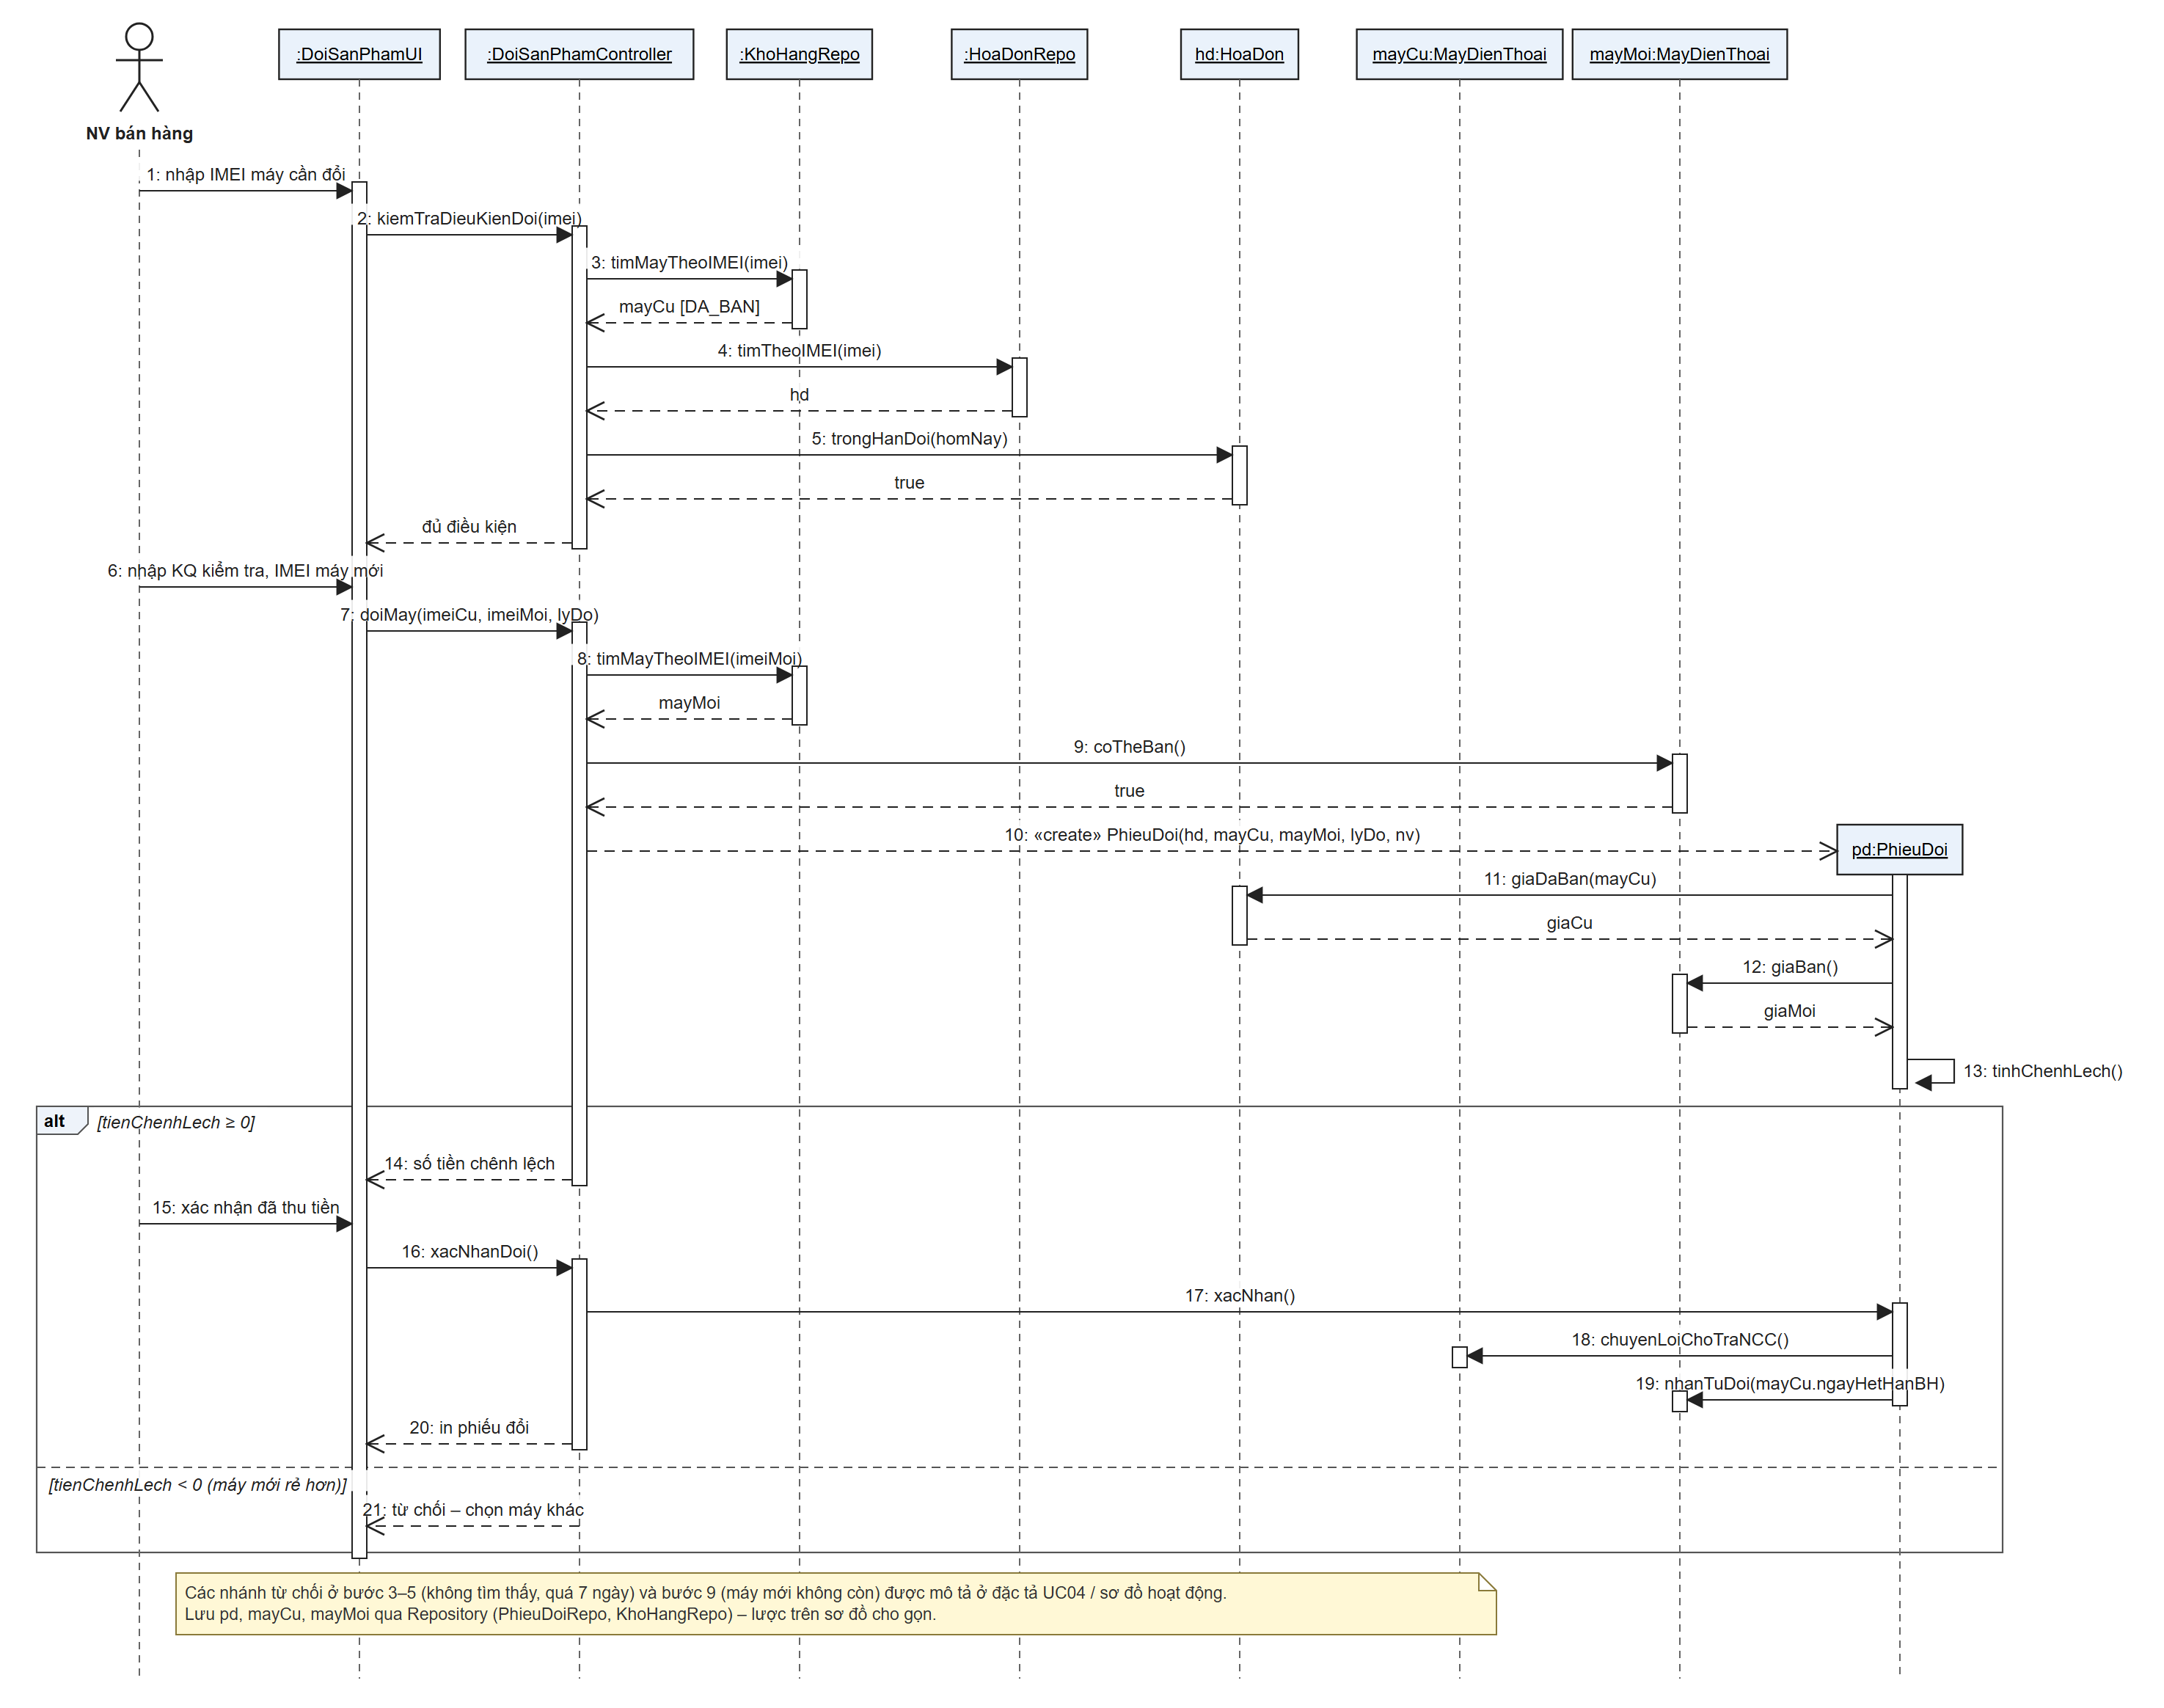 :DoiSanPhamUI
:DoiSanPhamController
:KhoHangRepo
:HoaDonRepo
hd:HoaDon
mayCu:MayDienThoai
mayMoi:MayDienThoai
NV bán hàng
1: nhập IMEI máy cần đổi
2: kiemTraDieuKienDoi(imei)
3: timMayTheoIMEI(imei)
mayCu [DA_BAN]
4: timTheoIMEI(imei)
hd
5: trongHanDoi(homNay)
true
đủ điều kiện
6: nhập KQ kiểm tra, IMEI máy mới
7: doiMay(imeiCu, imeiMoi, lyDo)
8: timMayTheoIMEI(imeiMoi)
mayMoi
9: coTheBan()
true
10: «create» PhieuDoi(hd, mayCu, mayMoi, lyDo, nv)
pd:PhieuDoi
11: giaDaBan(mayCu)
giaCu
12: giaBan()
giaMoi
13: tinhChenhLech()
alt
[tienChenhLech ≥ 0]
14: số tiền chênh lệch
15: xác nhận đã thu tiền
16: xacNhanDoi()
17: xacNhan()
18: chuyenLoiChoTraNCC()
19: nhanTuDoi(mayCu.ngayHetHanBH)
20: in phiếu đổi
[tienChenhLech < 0 (máy mới rẻ hơn)]
21: từ chối – chọn máy khác
Các nhánh từ chối ở bước 3–5 (không tìm thấy, quá 7 ngày) và bước 9 (máy mới không còn) được mô tả ở đặc tả UC04 / sơ đồ hoạt động.
Lưu pd, mayCu, mayMoi qua Repository (PhieuDoiRepo, KhoHangRepo) – lược trên sơ đồ cho gọn.